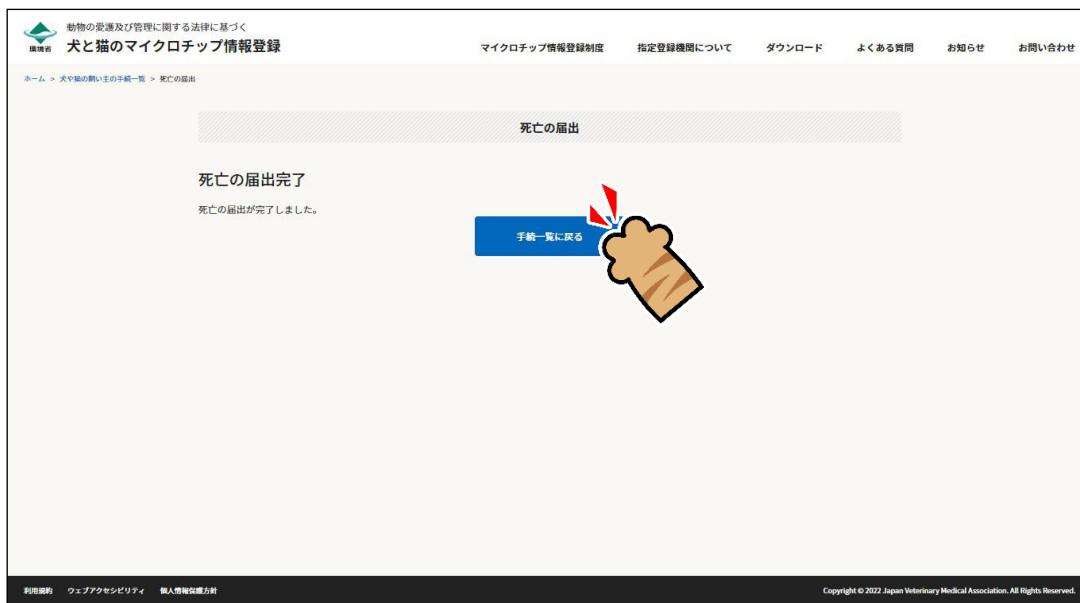 動物の愛護及び管理に関する法律に基づく
環境省
犬と猫のマイクロチップ情報登録
マイクロチップ情報登録制度 指定登録機関について ダウンロード よくある質問 お知らせ お問い合わせ
ホーム > 犬や猫の飼い主の手続一覧 > 死亡の届出
死亡の届出
死亡の届出完了
死亡の届出が完了しました。
手続一覧に戻る
利用規約 ウェブアクセシビリティ 個人情報保護方針
Copyright © 2022 Japan Veterinary Medical Association. All Rights Reserved.